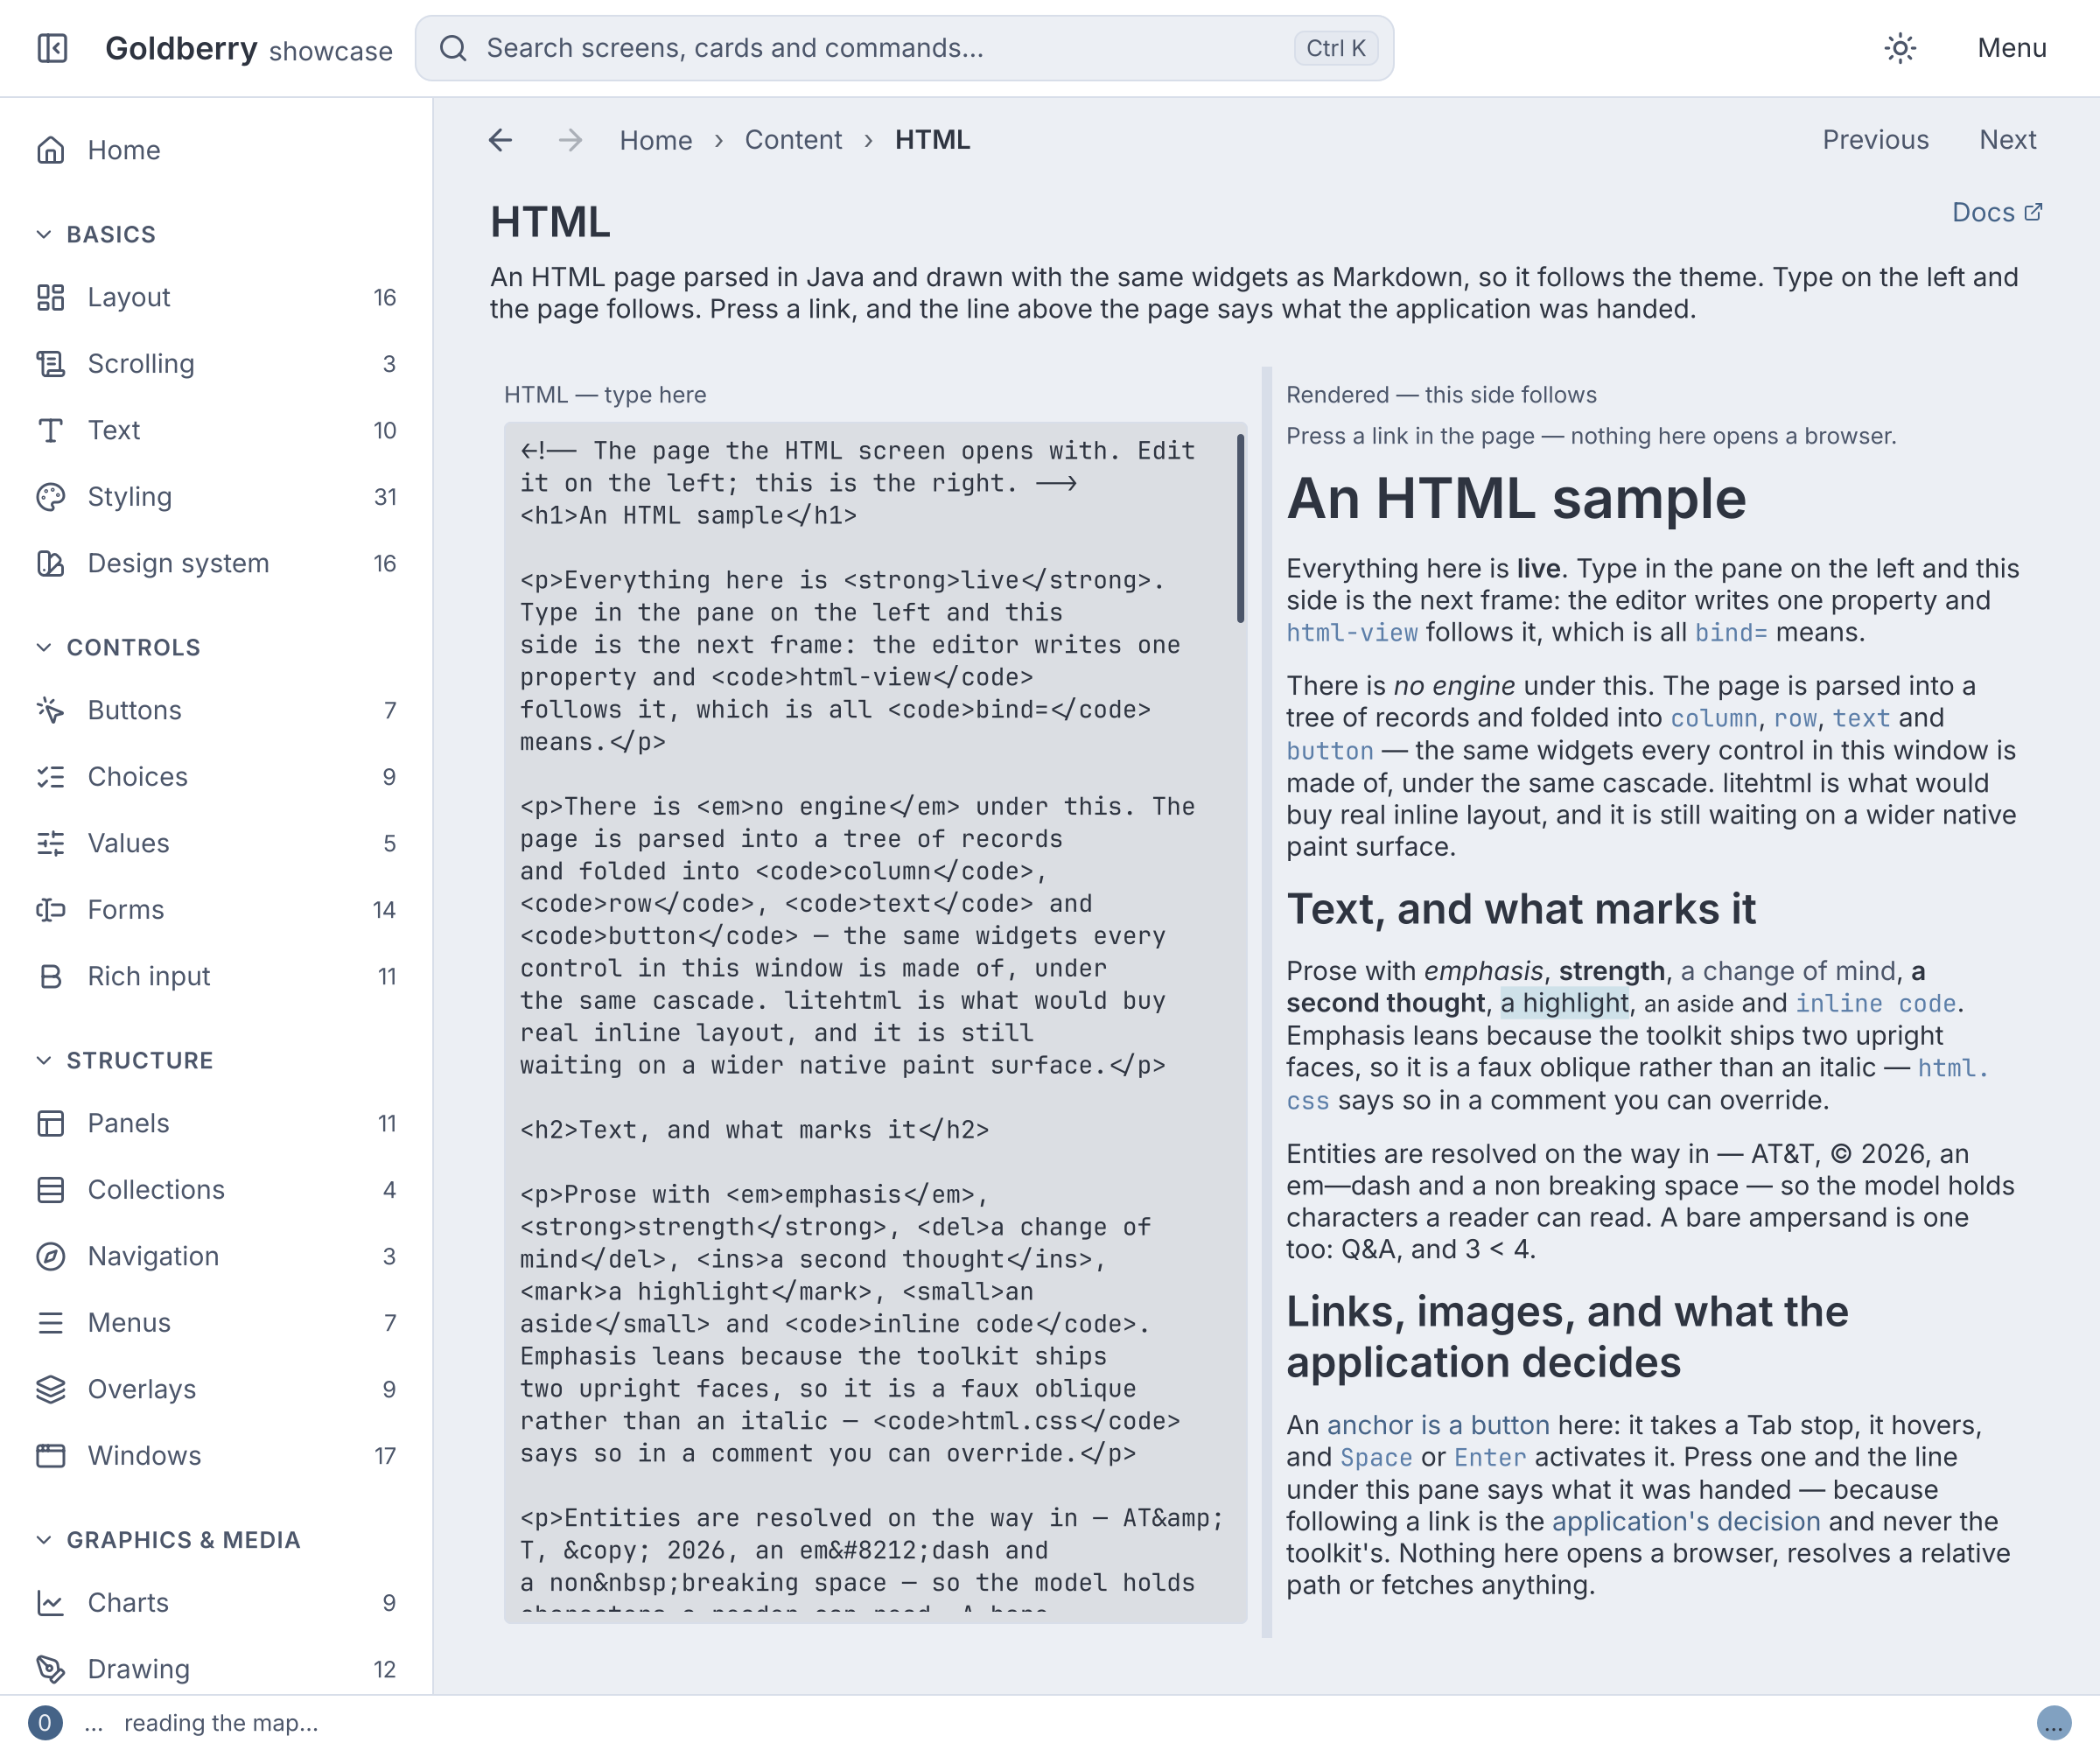 Goldberry showcase
Search screens, cards and commands...
Ctrl K
Menu
Home
BASICS
Layout 16
Scrolling 3
Text 10
Styling 31
Design system 16
CONTROLS
Buttons 7
Choices 9
Values 5
Forms 14
Rich input 11
STRUCTURE
Panels 11
Collections 4
Navigation 3
Menus 7
Overlays 9
Windows 17
GRAPHICS & MEDIA
Charts 9
Drawing 12
Home › Content › HTML
Previous Next
HTML
Docs
An HTML page parsed in Java and drawn with the same widgets as Markdown, so it follows the theme. Type on the left and
the page follows. Press a link, and the line above the page says what the application was handed.
HTML — type here
<!-- The page the HTML screen opens with. Edit
it on the left; this is the right. -->
<h1>An HTML sample</h1>
<p>Everything here is <strong>live</strong>.
Type in the pane on the left and this
side is the next frame: the editor writes one
property and <code>html-view</code>
follows it, which is all <code>bind=</code>
means.</p>
<p>There is <em>no engine</em> under this. The
page is parsed into a tree of records
and folded into <code>column</code>,
<code>row</code>, <code>text</code> and
<code>button</code> — the same widgets every
control in this window is made of, under
the same cascade. litehtml is what would buy
real inline layout, and it is still
waiting on a wider native paint surface.</p>
<h2>Text, and what marks it</h2>
<p>Prose with <em>emphasis</em>,
<strong>strength</strong>, <del>a change of
mind</del>, <ins>a second thought</ins>,
<mark>a highlight</mark>, <small>an
aside</small> and <code>inline code</code>.
Emphasis leans because the toolkit ships
two upright faces, so it is a faux oblique
rather than an italic — <code>html.css</code>
says so in a comment you can override.</p>
<p>Entities are resolved on the way in — AT&amp;
T, &copy; 2026, an em&#8212;dash and
a non&nbsp;breaking space — so the model holds
characters a reader can read. A bare
Rendered — this side follows
Press a link in the page — nothing here opens a browser.
An HTML sample
Everything here is live. Type in the pane on the left and this
side is the next frame: the editor writes one property and
html-view follows it, which is all bind= means.
There is no engine under this. The page is parsed into a
tree of records and folded into column, row, text and
button — the same widgets every control in this window is
made of, under the same cascade. litehtml is what would
buy real inline layout, and it is still waiting on a wider native
paint surface.
Text, and what marks it
Prose with emphasis, strength, a change of mind, a
second thought, a highlight, an aside and inline code.
Emphasis leans because the toolkit ships two upright
faces, so it is a faux oblique rather than an italic — html.
css says so in a comment you can override.
Entities are resolved on the way in — AT&T, © 2026, an
em—dash and a non breaking space — so the model holds
characters a reader can read. A bare ampersand is one
too: Q&A, and 3 < 4.
Links, images, and what the
application decides
An anchor is a button here: it takes a Tab stop, it hovers,
and Space or Enter activates it. Press one and the line
under this pane says what it was handed — because
following a link is the application's decision and never the
toolkit's. Nothing here opens a browser, resolves a relative
path or fetches anything.
0 ... reading the map...
...